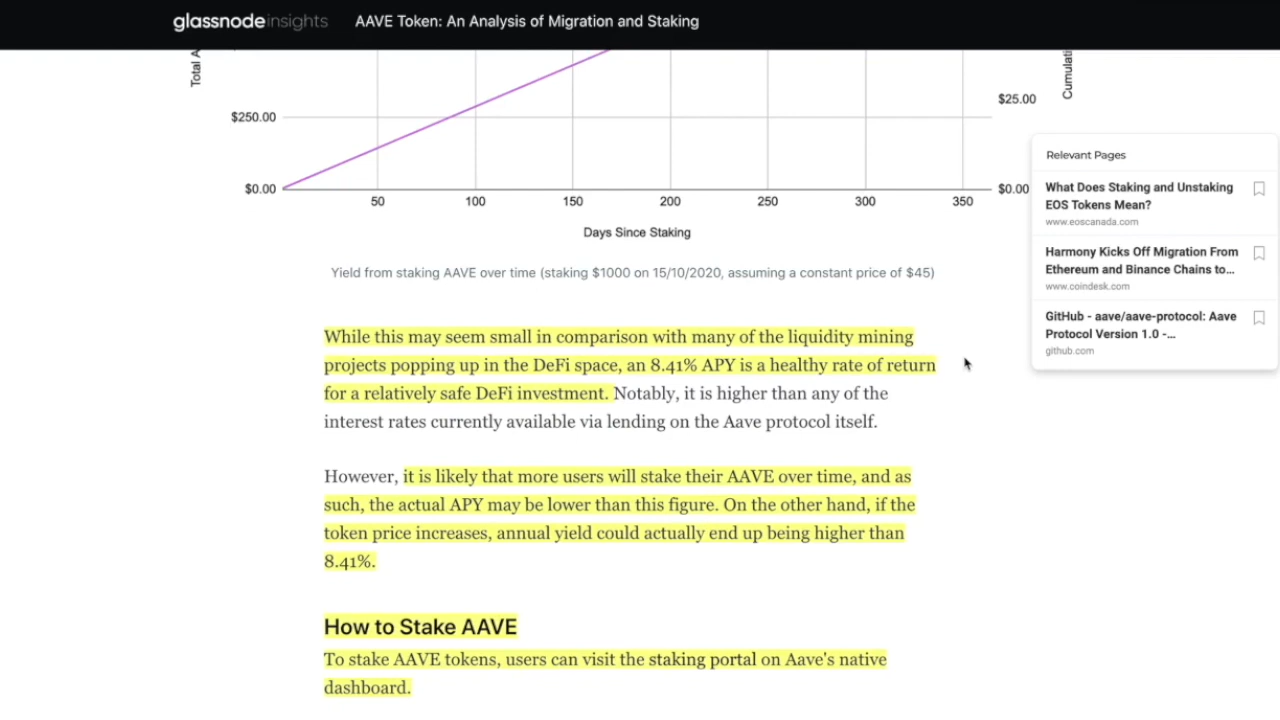 glassnode insights AAVE Token: An Analysis of Migration and Staking
Total A
Cumulati
$250.00
$25.00
$0.00
$0.00
50 100 150 200 250 300 350
Days Since Staking
Yield from staking AAVE over time (staking $1000 on 15/10/2020, assuming a constant price of $45)
While this may seem small in comparison with many of the liquidity mining
projects popping up in the DeFi space, an 8.41% APY is a healthy rate of return
for a relatively safe DeFi investment. Notably, it is higher than any of the
interest rates currently available via lending on the Aave protocol itself.
However, it is likely that more users will stake their AAVE over time, and as
such, the actual APY may be lower than this figure. On the other hand, if the
token price increases, annual yield could actually end up being higher than
8.41%.
How to Stake AAVE
To stake AAVE tokens, users can visit the staking portal on Aave's native
dashboard.
Relevant Pages
What Does Staking and Unstaking
EOS Tokens Mean?
www.eoscanada.com
Harmony Kicks Off Migration From
Ethereum and Binance Chains to...
www.coindesk.com
GitHub - aave/aave-protocol: Aave
Protocol Version 1.0 -...
github.com